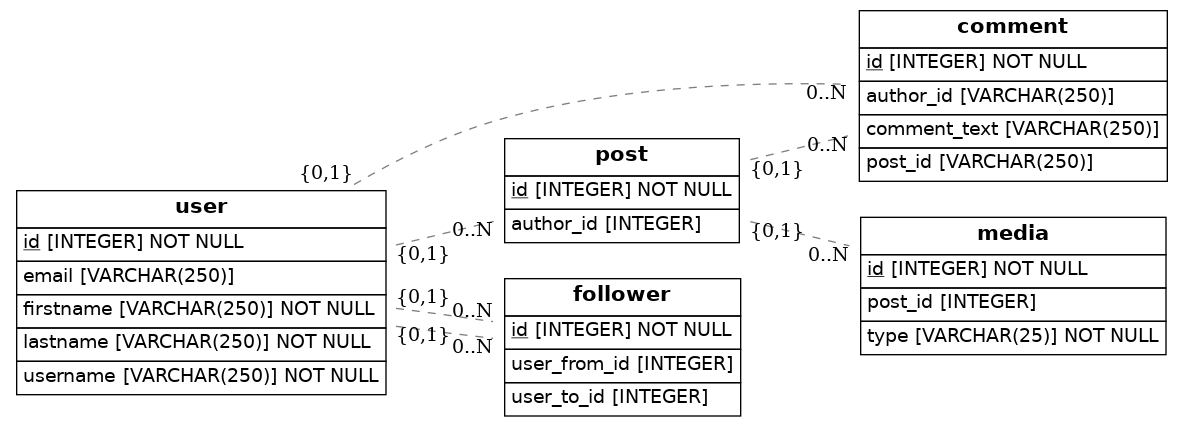 comment
id [INTEGER] NOT NULL
author_id [VARCHAR(250)]
comment_text [VARCHAR(250)]
post_id [VARCHAR(250)]
0..N
0..N
{0,1}
post
id [INTEGER] NOT NULL
author_id [INTEGER]
{0,1}
{0,1}
0..N
user
id [INTEGER] NOT NULL
email [VARCHAR(250)]
firstname [VARCHAR(250)] NOT NULL
lastname [VARCHAR(250)] NOT NULL
username [VARCHAR(250)] NOT NULL
{0,1}
0..N
{0,1}
0..N
{0,1}
0..N
follower
id [INTEGER] NOT NULL
user_from_id [INTEGER]
user_to_id [INTEGER]
media
id [INTEGER] NOT NULL
post_id [INTEGER]
type [VARCHAR(25)] NOT NULL